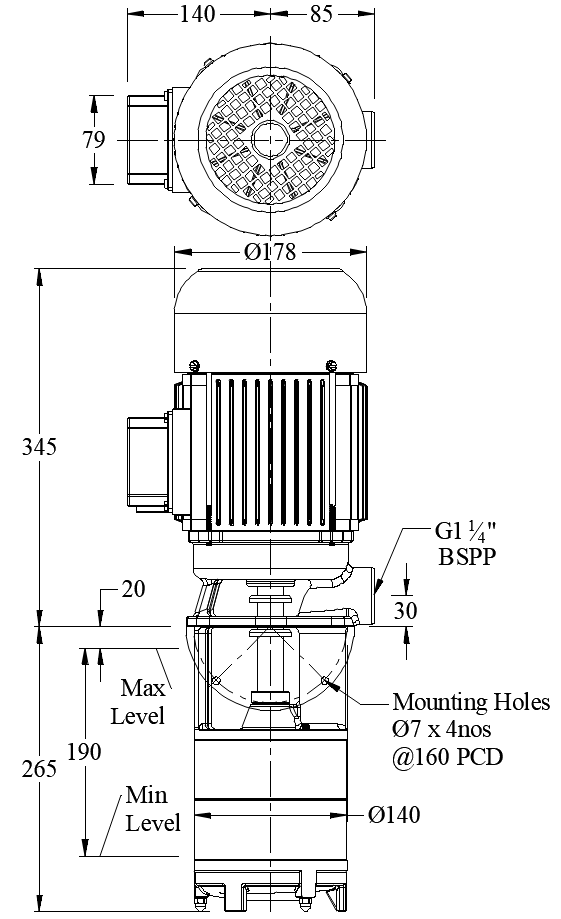 140
85
79
Ø178
345
G1 ¼"
BSPP
20
30
Max
Level
Mounting Holes
Ø7 x 4nos
@160 PCD
190
265
Min
Level
Ø140